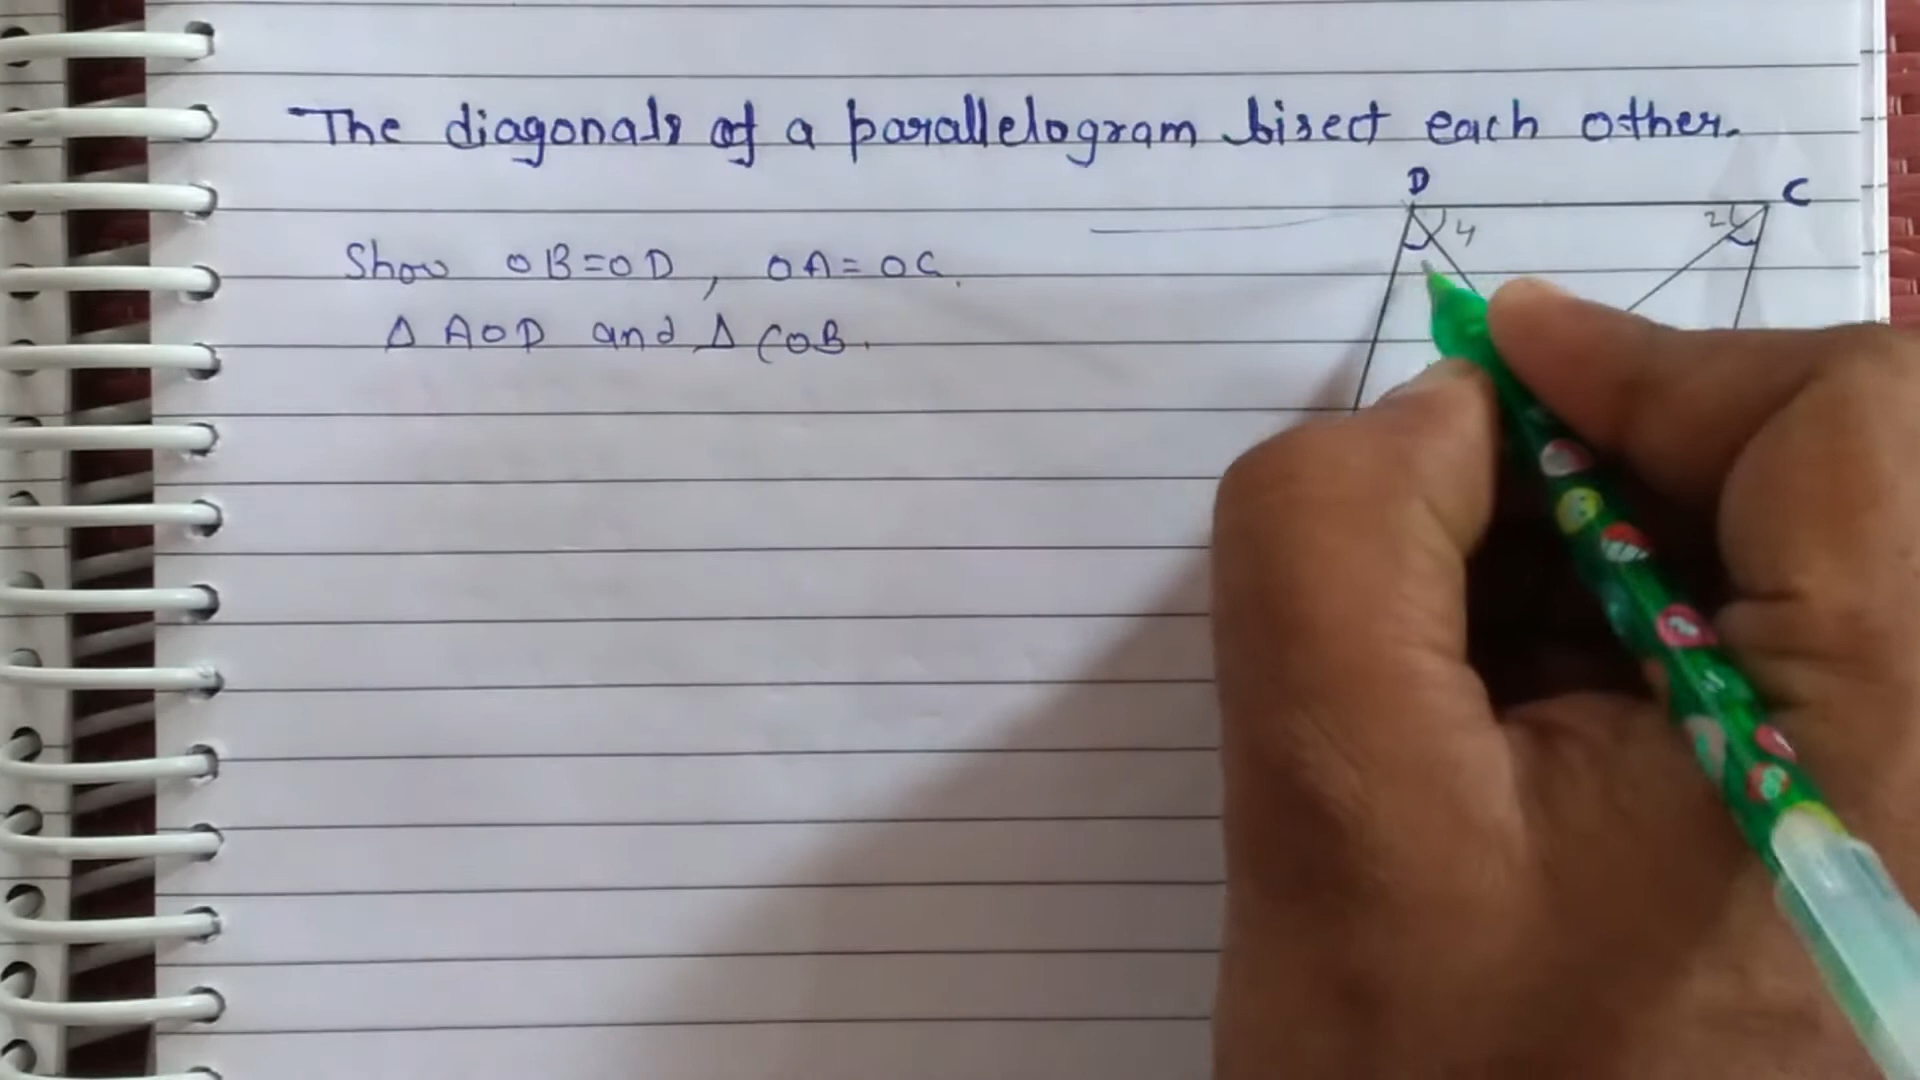 The diagonals of a parallelogram bisect each other.
D
C
4
2
Show OB=OD, OA=OC.
Δ AOD and Δ COB.